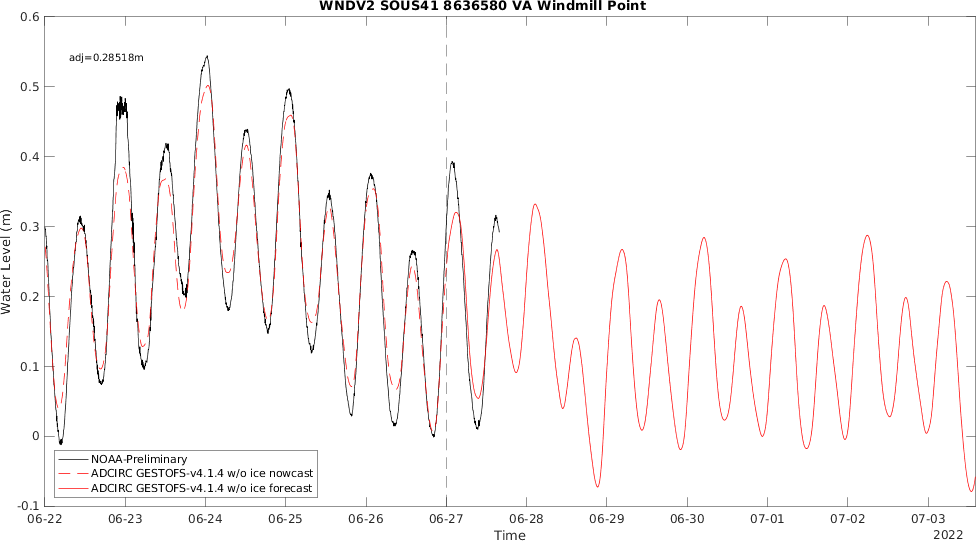 WNDV2 SOUS41 8636580 VA Windmill Point
adj=0.28518m
Water Level (m)
0.6
0.5
0.4
0.3
0.2
0.1
0
-0.1
NOAA-Preliminary
ADCIRC GESTOFS-v4.1.4 w/o ice nowcast
ADCIRC GESTOFS-v4.1.4 w/o ice forecast
06-22 06-23 06-24 06-25 06-26 06-27 06-28 06-29 06-30 07-01 07-02 07-03
Time
2022